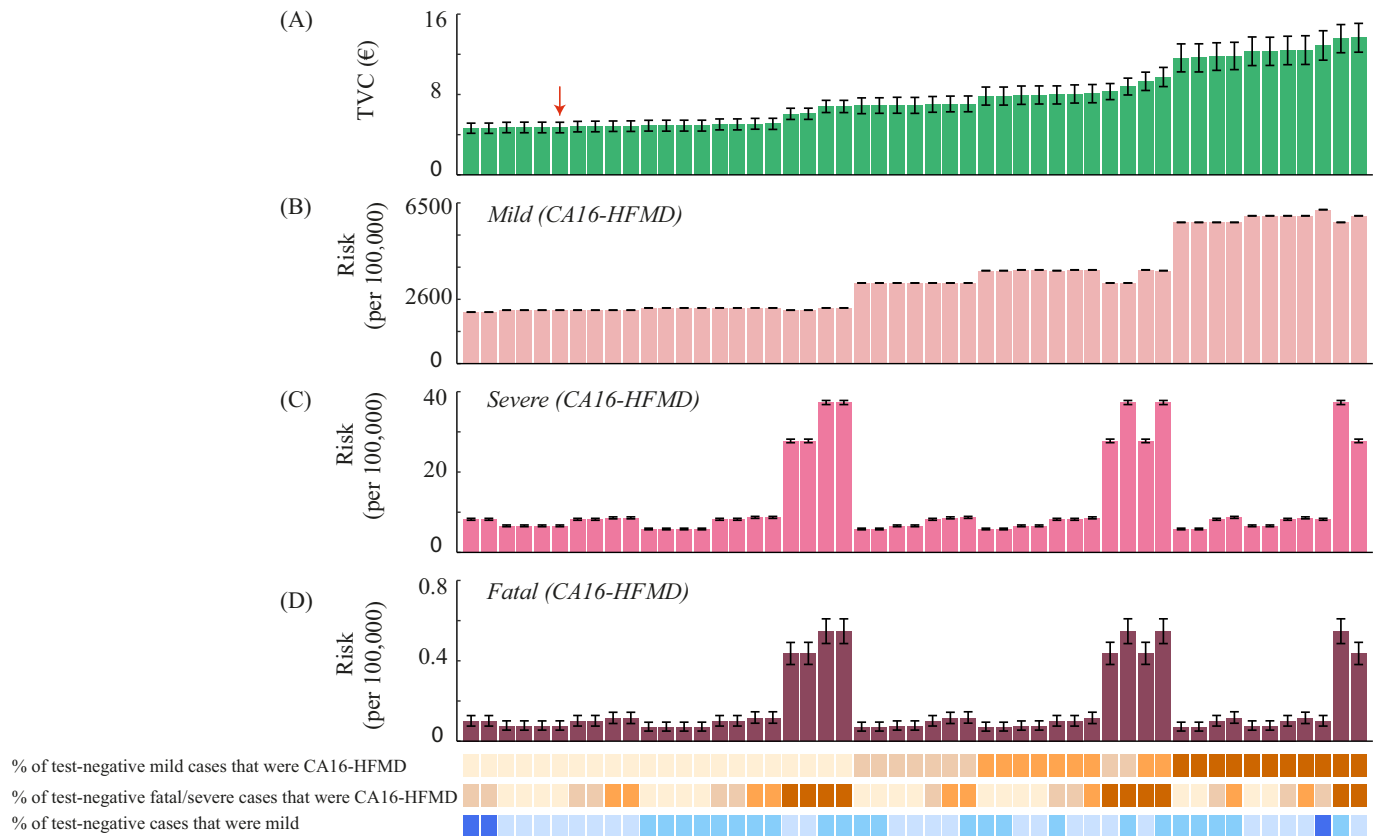 (A)
TVC (€)
16
8
0
(B)
Risk
(per 100,000)
6500
2600
0
Mild (CA16-HFMD)
(C)
Risk
(per 100,000)
40
20
0
Severe (CA16-HFMD)
(D)
Risk
(per 100,000)
0.8
0.4
0
Fatal (CA16-HFMD)
% of test-negative mild cases that were CA16-HFMD
% of test-negative fatal/severe cases that were CA16-HFMD
% of test-negative cases that were mild